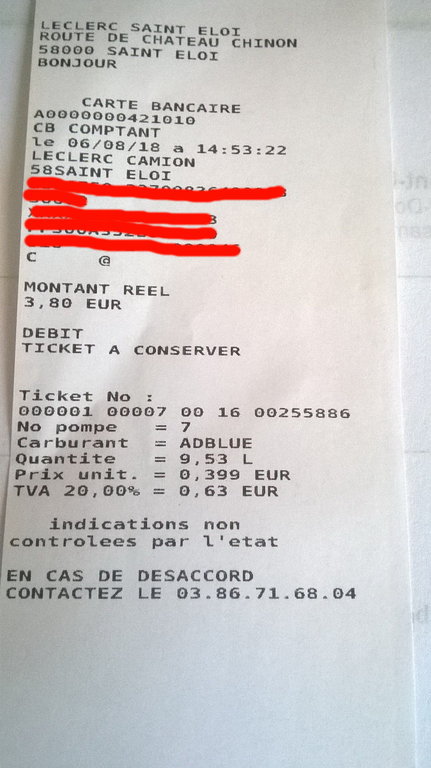 LECLERC SAINT ELOI
ROUTE DE CHATEAU CHINON
58000 SAINT ELOI
BONJOUR
CARTE BANCAIRE
A0000000421010
CB COMPTANT
le 06/08/18 a 14:53:22
LECLERC CAMION
58SAINT ELOI
C @
MONTANT REEL
3,80 EUR
DEBIT
TICKET A CONSERVER
Ticket No :
000001 00007 00 16 00255886
No pompe = 7
Carburant = ADBLUE
Quantite = 9,53 L
Prix unit. = 0,399 EUR
TVA 20,00% = 0,63 EUR
indications non
controlees par l'etat
EN CAS DE DESACCORD
CONTACTEZ LE 03.86.71.68.04